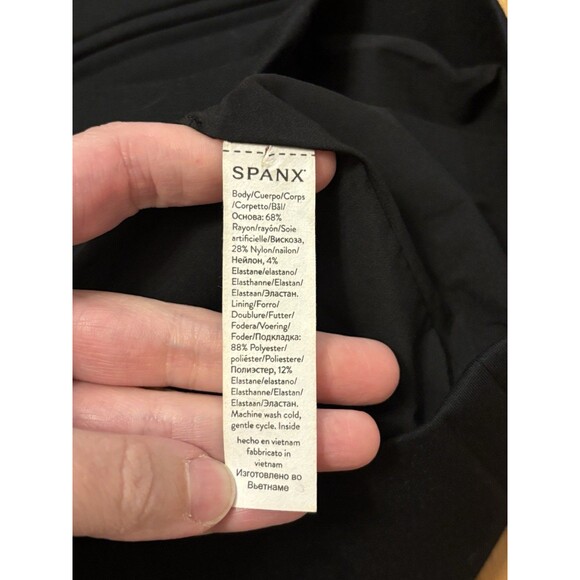 SPANX®
Body/Cuerpo/Corps
/Corpetto/Bål/
Основа: 68%
Rayon/rayón/Soie
artificielle/Вискоза,
28% Nylon/nailon/
Нейлон, 4%
Elastane/elastano/
Elasthanne/Elastan/
Elastaan/Эластан.
Lining/Forro/
Doublure/Futter/
Fodera/Voering/
Foder/Подкладка:
88% Polyester/
poliéster/Poliestere/
Полиэстер, 12%
Elastane/elastano/
Elasthanne/Elastan/
Elastaan/Эластан.
Machine wash cold,
gentle cycle. Inside
hecho en vietnam
fabbricato in
vietnam
Изготовлено во
Вьетнаме